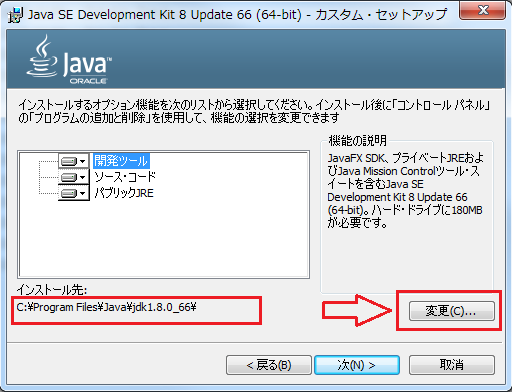 Java SE Development Kit 8 Update 66 (64-bit) - カスタム・セットアップ
Java™
ORACLE
インストールするオプション機能を次のリストから選択してください。インストール後に「コントロール パネル」
の「プログラムの追加と削除」を使用して、機能の選択を変更できます
開発ツール
ソース・コード
パブリックJRE
機能の説明
JavaFX SDK、プライベートJREおよ
びJava Mission Controlツール・ス
イートを含むJava SE
Development Kit 8 Update 66
(64-bit)。ハード・ドライブに180MB
が必要です。
インストール先:
C:¥Program Files¥Java¥jdk1.8.0_66¥
変更(C)...
< 戻る(B)
次(N) >
取消